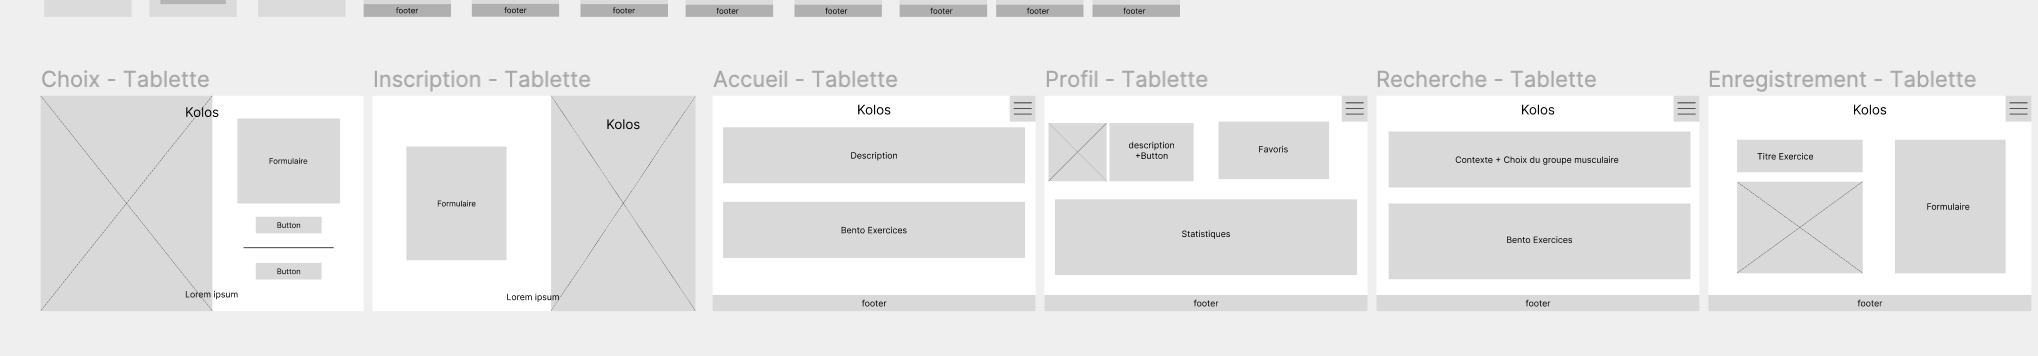 footer
footer
footer
footer
footer
footer
footer
footer
Choix - Tablette
Kolos
Formulaire
Button
Button
Lorem ipsum
Inscription - Tablette
Kolos
Formulaire
Lorem ipsum
Accueil - Tablette
Kolos
Description
Bento Exercices
footer
Profil - Tablette
description
+Button
Favoris
Statistiques
footer
Recherche - Tablette
Kolos
Contexte + Choix du groupe musculaire
Bento Exercices
footer
Enregistrement - Tablette
Kolos
Titre Exercice
Formulaire
footer